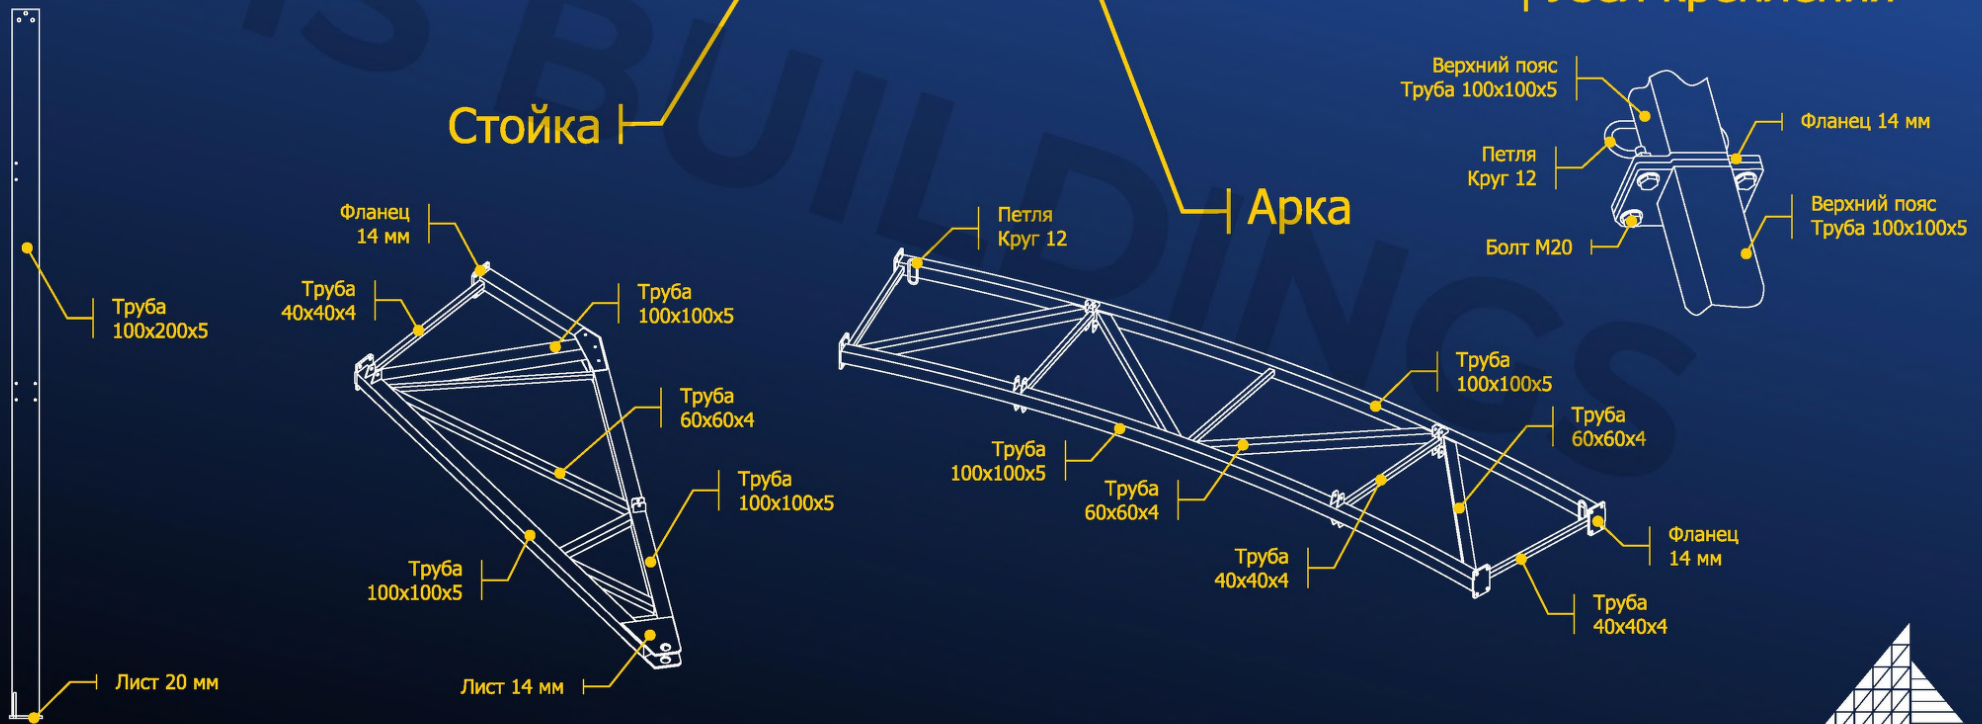 Стойка
Арка
Труба
100x200x5
Лист 20 мм
Фланец
14 мм
Труба
40x40x4
Труба
100x100x5
Труба
60x60x4
Труба
100x100x5
Труба
100x100x5
Лист 14 мм
Петля
Круг 12
Труба
100x100x5
Труба
60x60x4
Труба
100x100x5
Труба
60x60x4
Труба
40x40x4
Фланец
14 мм
Труба
40x40x4
Верхний пояс
Труба 100x100x5
Фланец 14 мм
Петля
Круг 12
Верхний пояс
Труба 100x100x5
Болт М20
BUILDINGS